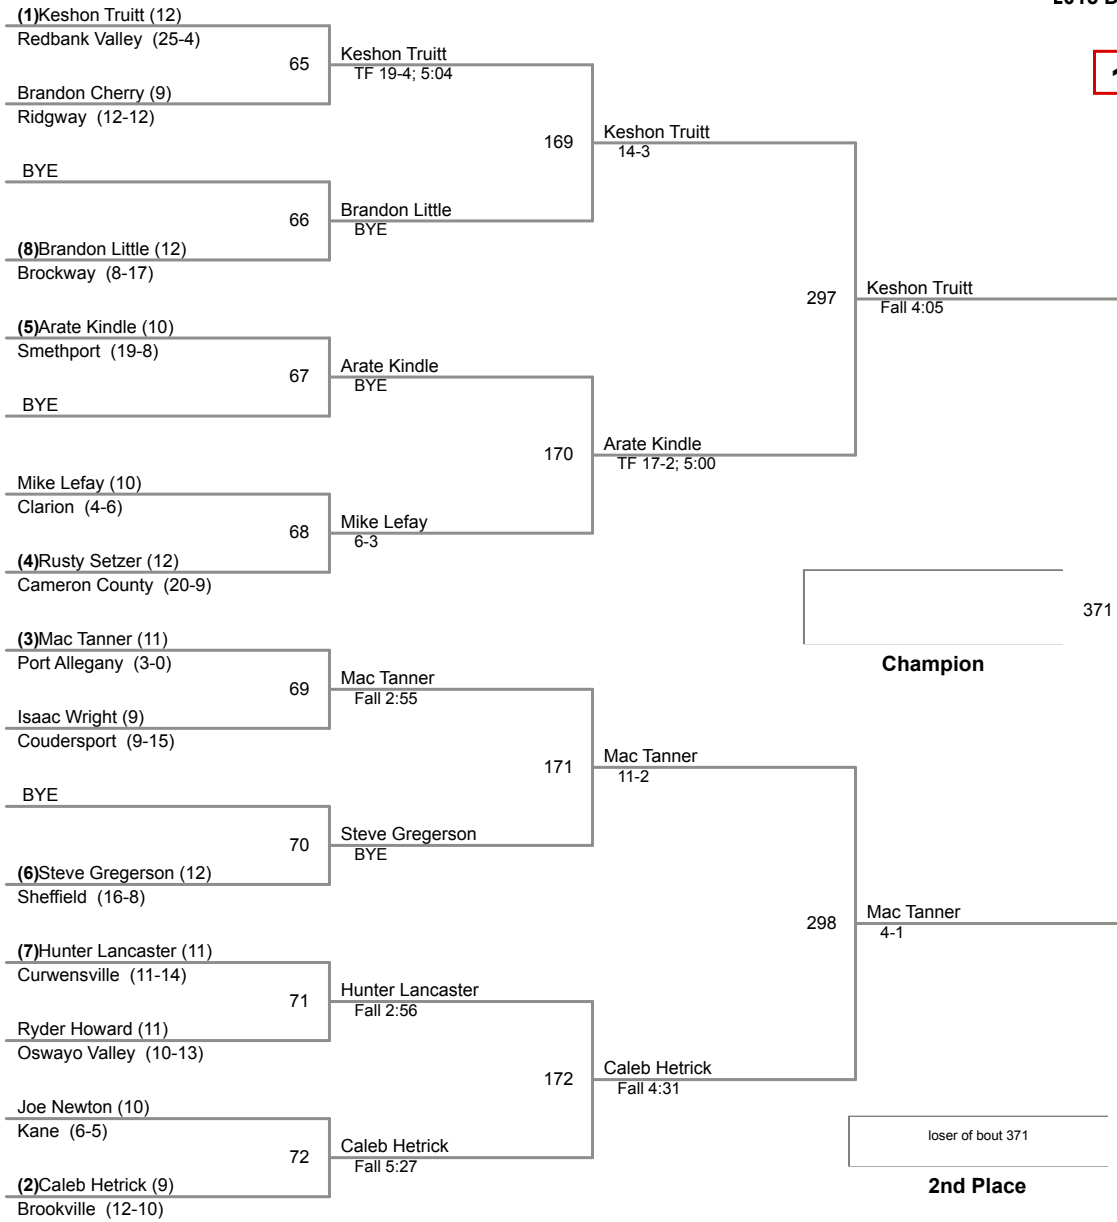 (1)Keshon Truitt (12)
Redbank Valley (25-4)
65
Brandon Cherry (9)
Ridgway (12-12)
BYE
66
(8)Brandon Little (12)
Brockway (8-17)
(5)Arate Kindle (10)
Smethport (19-8)
67
BYE
Mike Lefay (10)
Clarion (4-6)
68
(4)Rusty Setzer (12)
Cameron County (20-9)
(3)Mac Tanner (11)
Port Allegany (3-0)
69
Isaac Wright (9)
Coudersport (9-15)
BYE
70
(6)Steve Gregerson (12)
Sheffield (16-8)
(7)Hunter Lancaster (11)
Curwensville (11-14)
71
Ryder Howard (11)
Oswayo Valley (10-13)
Joe Newton (10)
Kane (6-5)
72
(2)Caleb Hetrick (9)
Brookville (12-10)
Keshon Truitt
TF 19-4; 5:04
169
Brandon Little
BYE
Arate Kindle
BYE
170
Mike Lefay
6-3
Mac Tanner
Fall 2:55
171
Steve Gregerson
BYE
Hunter Lancaster
Fall 2:56
172
Caleb Hetrick
Fall 5:27
Keshon Truitt
14-3
297
Arate Kindle
TF 17-2; 5:00
Mac Tanner
11-2
298
Caleb Hetrick
Fall 4:31
Keshon Truitt
Fall 4:05
371
Champion
Mac Tanner
4-1
loser of bout 371
2nd Place